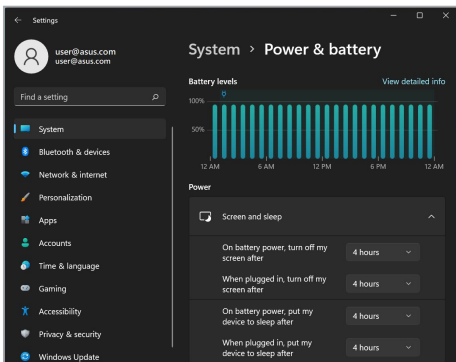 Settings
user@asus.com
user@asus.com
Find a setting
System
Bluetooth & devices
Network & internet
Personalization
Apps
Accounts
Time & language
Gaming
Accessibility
Privacy & security
Windows Update
System > Power & battery
Battery levels
View detailed info
100%
50%
12 AM 6 AM 12 PM 6 PM 12 AM
Power
Screen and sleep
On battery power, turn off my
screen after
4 hours
When plugged in, turn off my
screen after
4 hours
On battery power, put my
device to sleep after
4 hours
When plugged in, put my
device to sleep after
4 hours